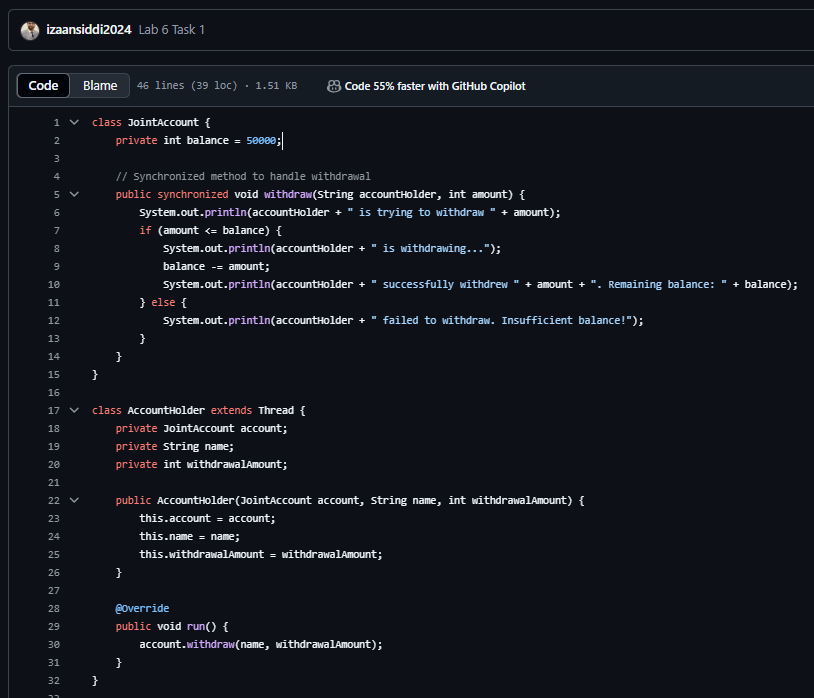 izaansiddi2024 Lab 6 Task 1
Code Blame 46 lines (39 loc) · 1.51 KB Code 55% faster with GitHub Copilot
1 class JointAccount {
2 private int balance = 50000;
3
4 // Synchronized method to handle withdrawal
5 public synchronized void withdraw(String accountHolder, int amount) {
6 System.out.println(accountHolder + " is trying to withdraw " + amount);
7 if (amount <= balance) {
8 System.out.println(accountHolder + " is withdrawing...");
9 balance -= amount;
10 System.out.println(accountHolder + " successfully withdrew " + amount + ". Remaining balance: " + balance);
11 } else {
12 System.out.println(accountHolder + " failed to withdraw. Insufficient balance!");
13 }
14 }
15 }
16
17 class AccountHolder extends Thread {
18 private JointAccount account;
19 private String name;
20 private int withdrawalAmount;
21
22 public AccountHolder(JointAccount account, String name, int withdrawalAmount) {
23 this.account = account;
24 this.name = name;
25 this.withdrawalAmount = withdrawalAmount;
26 }
27
28 @Override
29 public void run() {
30 account.withdraw(name, withdrawalAmount);
31 }
32 }